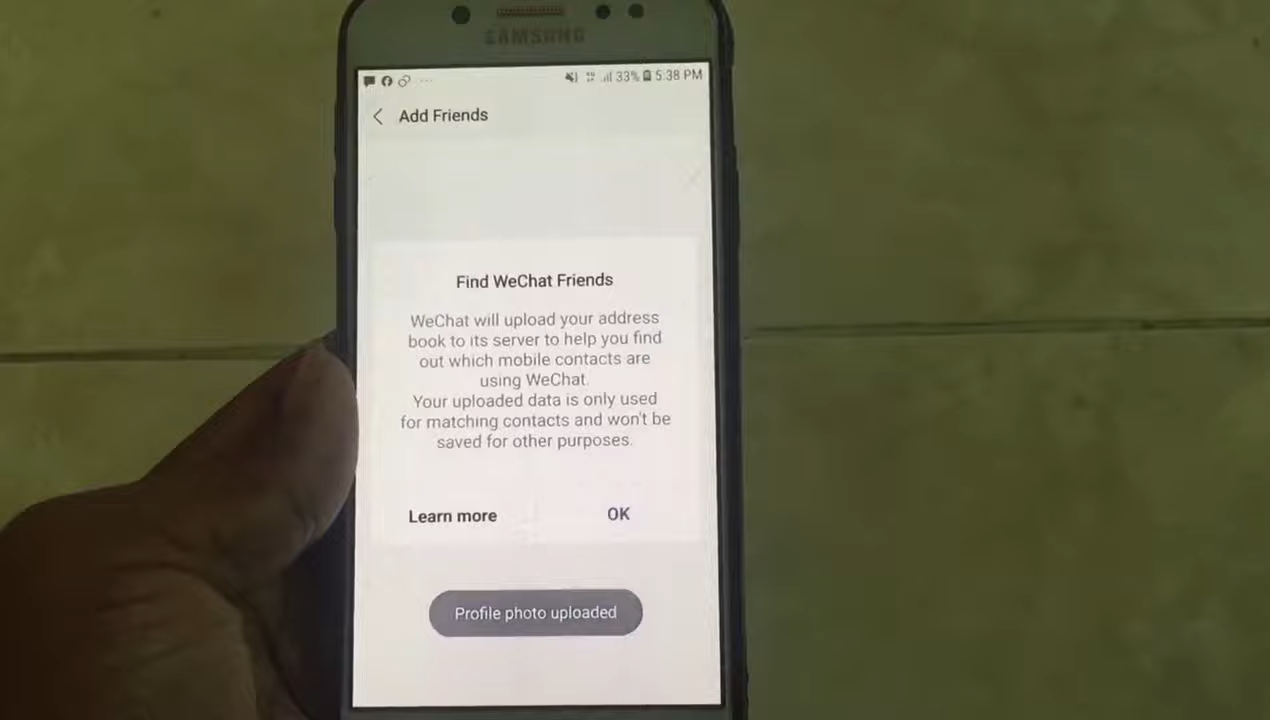 SAMSUNG
33% 5:38 PM
Add Friends
Find WeChat Friends
WeChat will upload your address
book to its server to help you find
out which mobile contacts are
using WeChat.
Your uploaded data is only used
for matching contacts and won't be
saved for other purposes.
Learn more OK
Profile photo uploaded